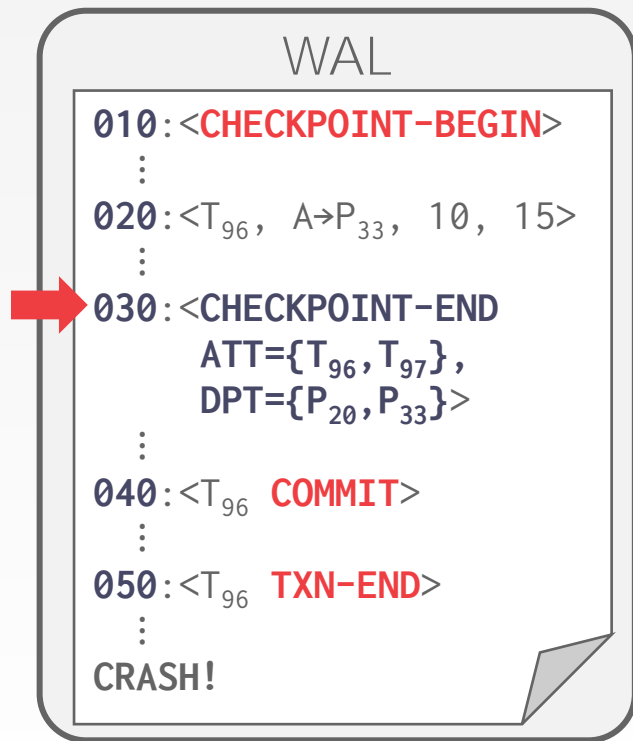 WAL
010:<CHECKPOINT-BEGIN>
⋮
020:<T₉₆, A→P₃₃, 10, 15>
⋮
030:<CHECKPOINT-END
ATT={T₉₆,T₉₇},
DPT={P₂₀,P₃₃}>
⋮
040:<T₉₆ COMMIT>
⋮
050:<T₉₆ TXN-END>
⋮
CRASH!